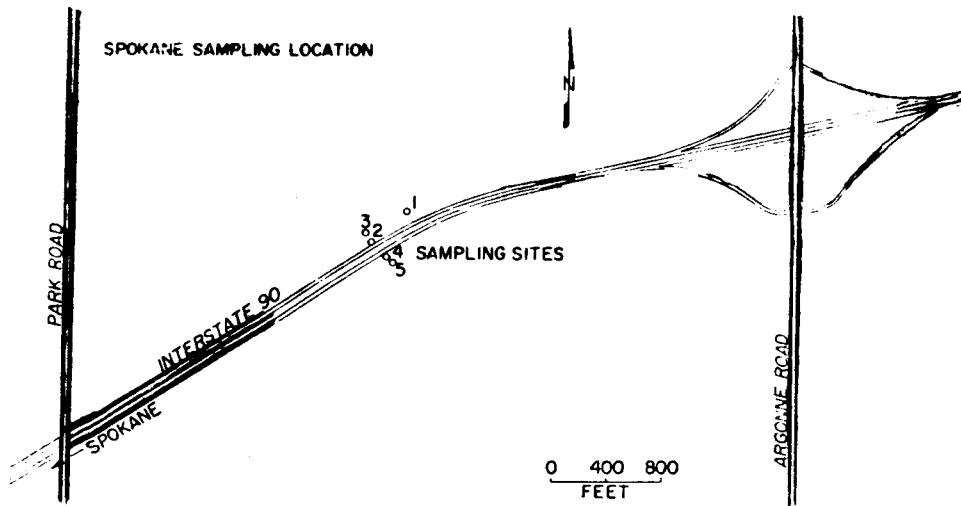 SPOKANE SAMPLING LOCATION
N
1
3
2
4
SAMPLING SITES
5
PARK ROAD
INTERSTATE 90
SPOKANE
ARGONNE ROAD
0 400 800
FEET